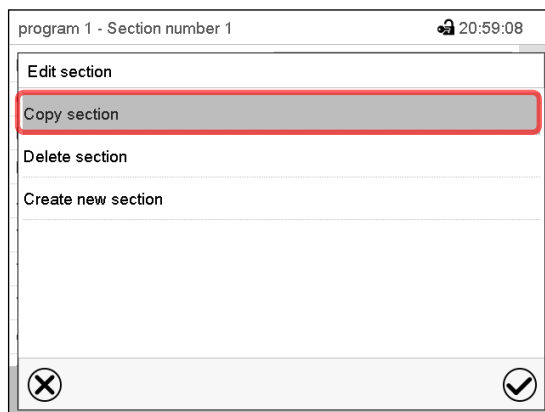 program 1 - Section number 1 20:59:08
Edit section
Copy section
Delete section
Create new section